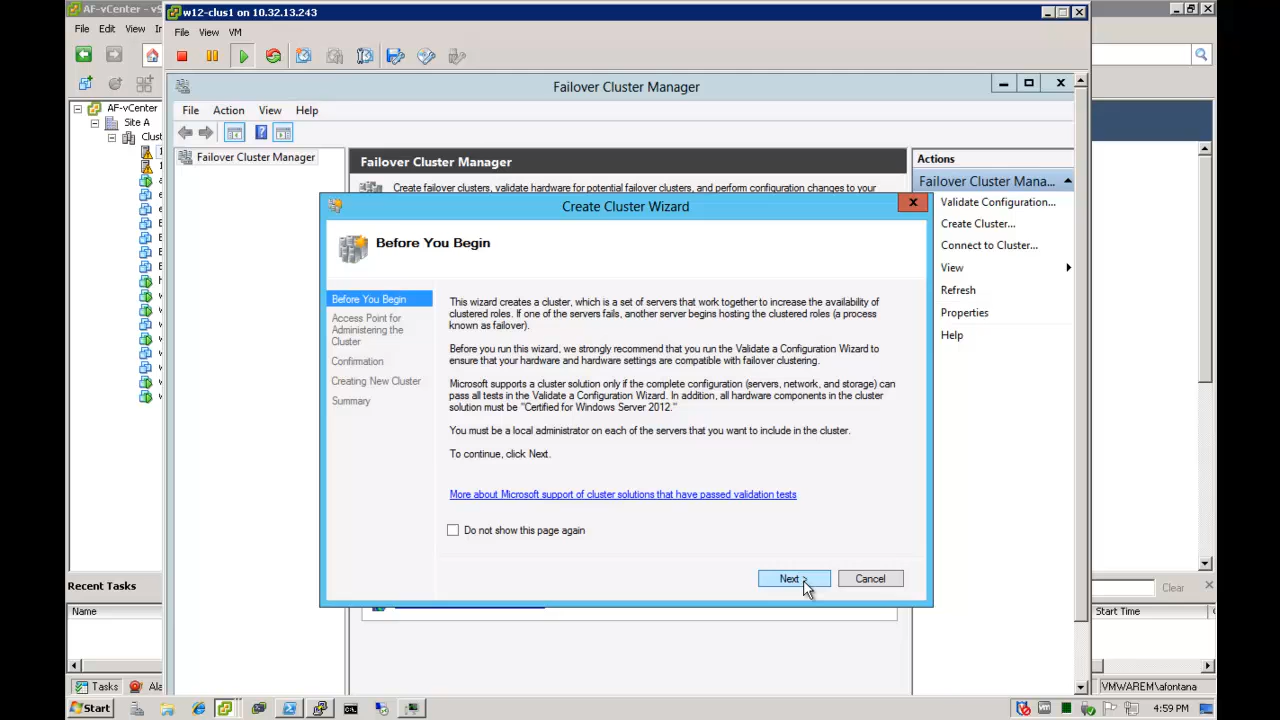 AF-vCenter - vS
w12-clus1 on 10.32.13.243
File Edit View In
File View VM
Failover Cluster Manager
File Action View Help
AF-vCenter
Site A
Clust
Failover Cluster Manager
Failover Cluster Manager
Create failover clusters, validate hardware for potential failover clusters, and perform configuration changes to your
Actions
Failover Cluster Mana...
Validate Configuration...
Create Cluster...
Connect to Cluster...
View
Refresh
Properties
Help
Create Cluster Wizard
Before You Begin
Before You Begin
Access Point for
Administering the
Cluster
Confirmation
Creating New Cluster
Summary
This wizard creates a cluster, which is a set of servers that work together to increase the availability of
clustered roles. If one of the servers fails, another server begins hosting the clustered roles (a process
known as failover).
Before you run this wizard, we strongly recommend that you run the Validate a Configuration Wizard to
ensure that your hardware and hardware settings are compatible with failover clustering.
Microsoft supports a cluster solution only if the complete configuration (servers, network, and storage) can
pass all tests in the Validate a Configuration Wizard. In addition, all hardware components in the cluster
solution must be "Certified for Windows Server 2012."
You must be a local administrator on each of the servers that you want to include in the cluster.
To continue, click Next.
More about Microsoft support of cluster solutions that have passed validation tests
Do not show this page again
Next >
Cancel
Recent Tasks
Name
Clear
Start Time
Tasks
Ala
VMWAREM\afontana
Start
4:59 PM